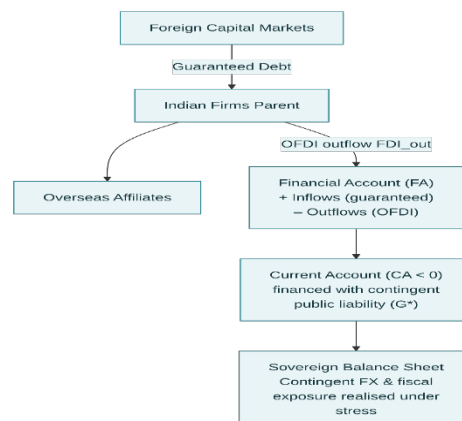 Foreign Capital Markets
Guaranteed Debt
Indian Firms Parent
OFDI outflow FDI_out
Overseas Affiliates
Financial Account (FA)
+ Inflows (guaranteed)
– Outflows (OFDI)
Current Account (CA < 0)
financed with contingent
public liability (G*)
Sovereign Balance Sheet
Contingent FX & fiscal
exposure realised under
stress